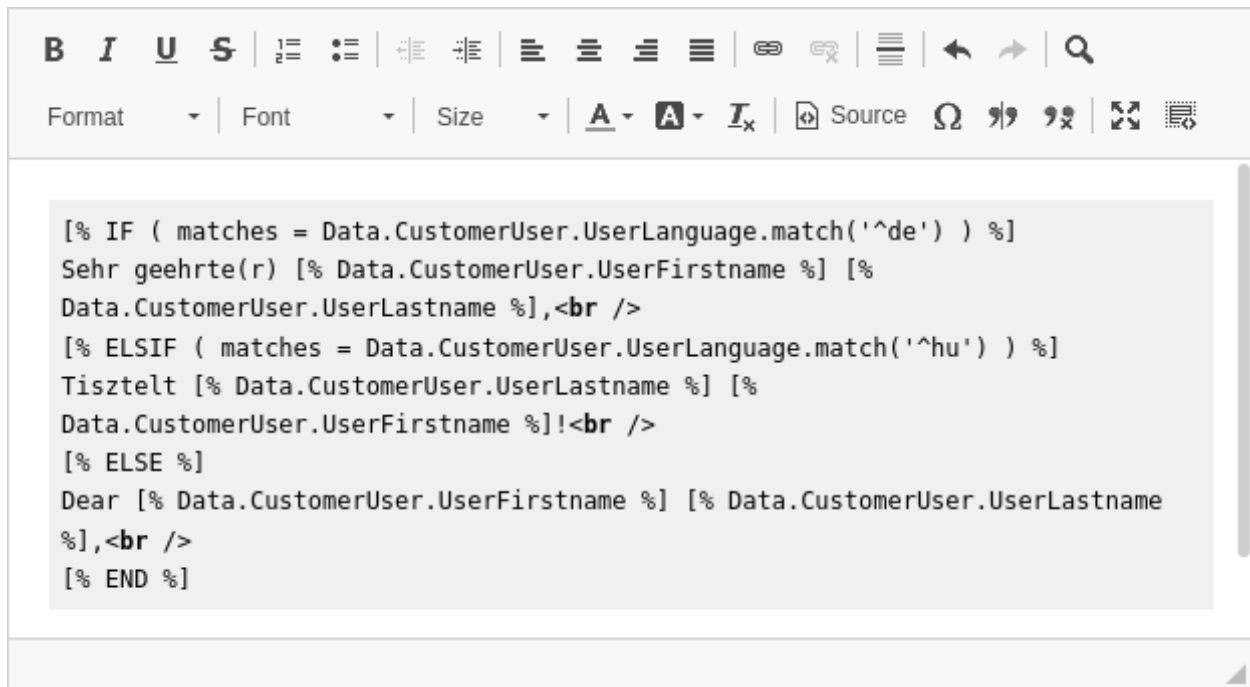 B I U S
Format Font Size A A Tx Source Ω
[% IF ( matches = Data.CustomerUser.UserLanguage.match('^de') ) %]
Sehr geehrte(r) [% Data.CustomerUser.UserFirstname %] [%
Data.CustomerUser.UserLastname %],<br />
[% ELSIF ( matches = Data.CustomerUser.UserLanguage.match('^hu') ) %]
Tisztelt [% Data.CustomerUser.UserLastname %] [%
Data.CustomerUser.UserFirstname %]!<br />
[% ELSE %]
Dear [% Data.CustomerUser.UserFirstname %] [% Data.CustomerUser.UserLastname
%],<br />
[% END %]